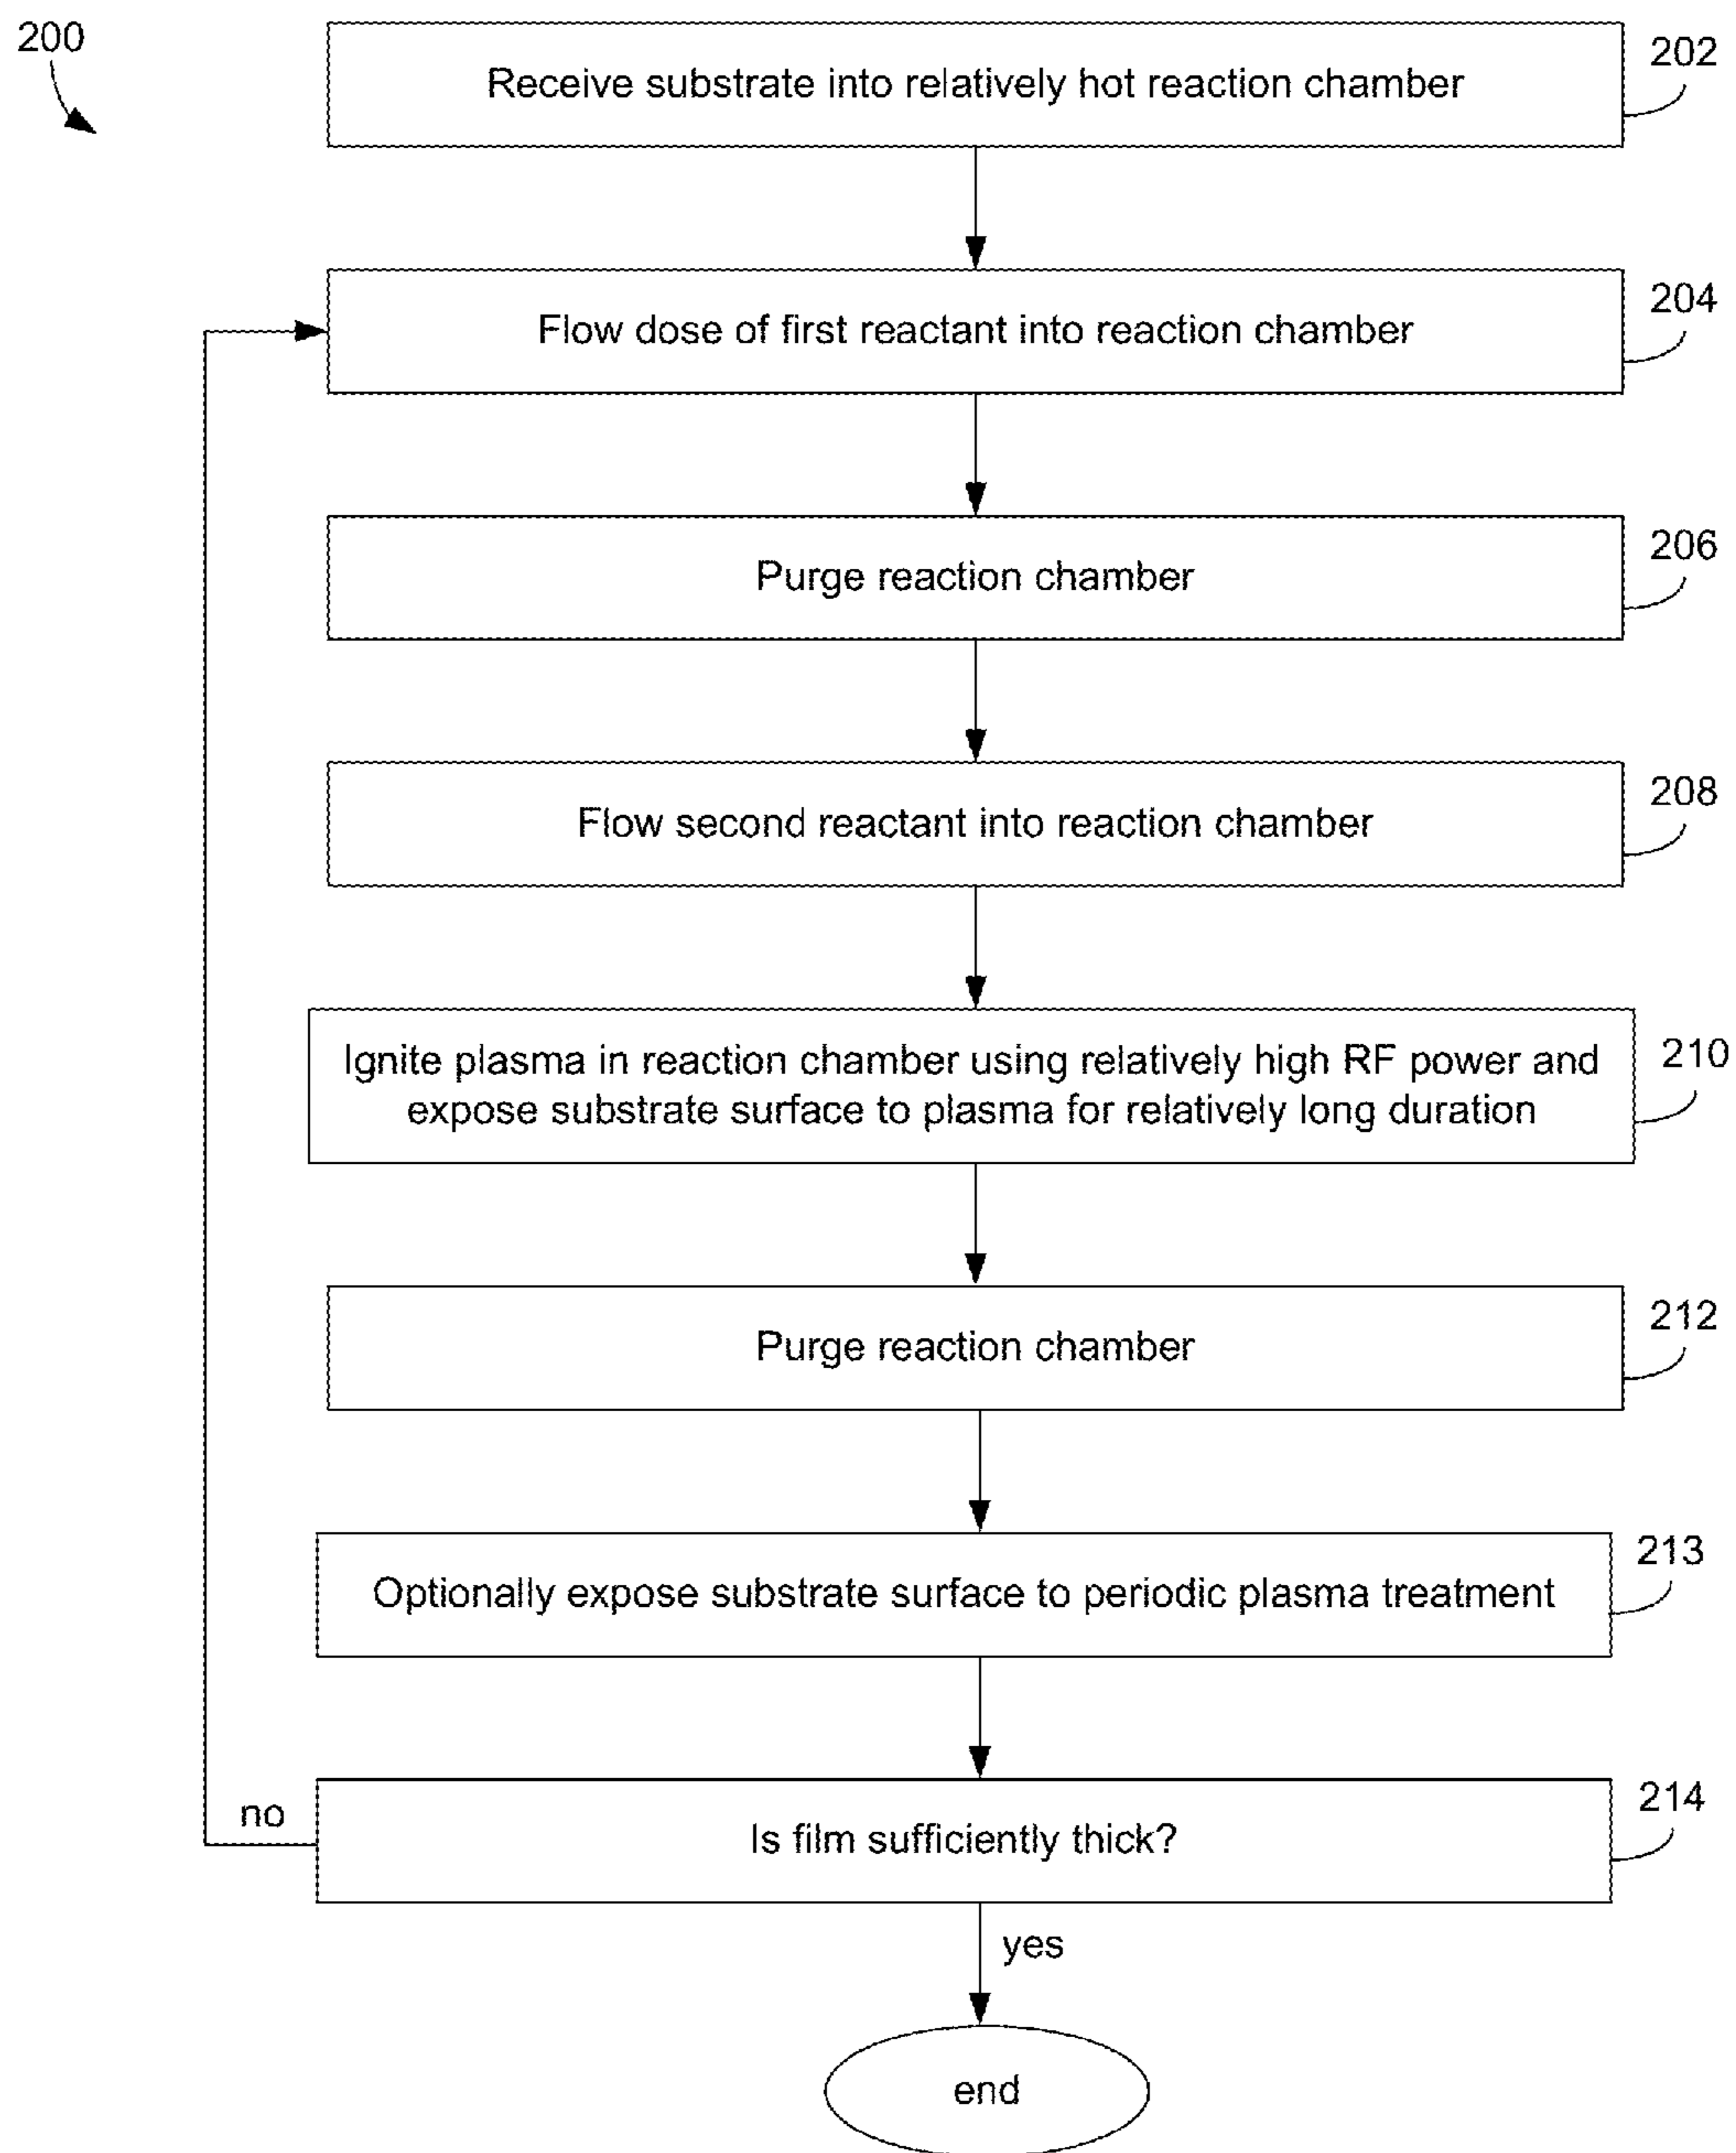 200
Receive substrate into relatively hot reaction chamber
202
Flow dose of first reactant into reaction chamber
204
Purge reaction chamber
206
Flow second reactant into reaction chamber
208
Ignite plasma in reaction chamber using relatively high RF power and
expose substrate surface to plasma for relatively long duration
210
Purge reaction chamber
212
Optionally expose substrate surface to periodic plasma treatment
213
Is film sufficiently thick?
214
no
yes
end